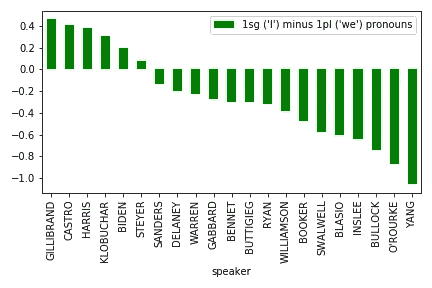 1sg ('I') minus 1pl ('we') pronouns
0.4
0.2
0.0
−0.2
−0.4
−0.6
−0.8
−1.0
GILLIBRAND
CASTRO
HARRIS
KLOBUCHAR
BIDEN
STEYER
SANDERS
DELANEY
WARREN
GABBARD
BENNET
BUTTIGIEG
RYAN
WILLIAMSON
BOOKER
SWALWELL
BLASIO
INSLEE
BULLOCK
O'ROURKE
YANG
speaker